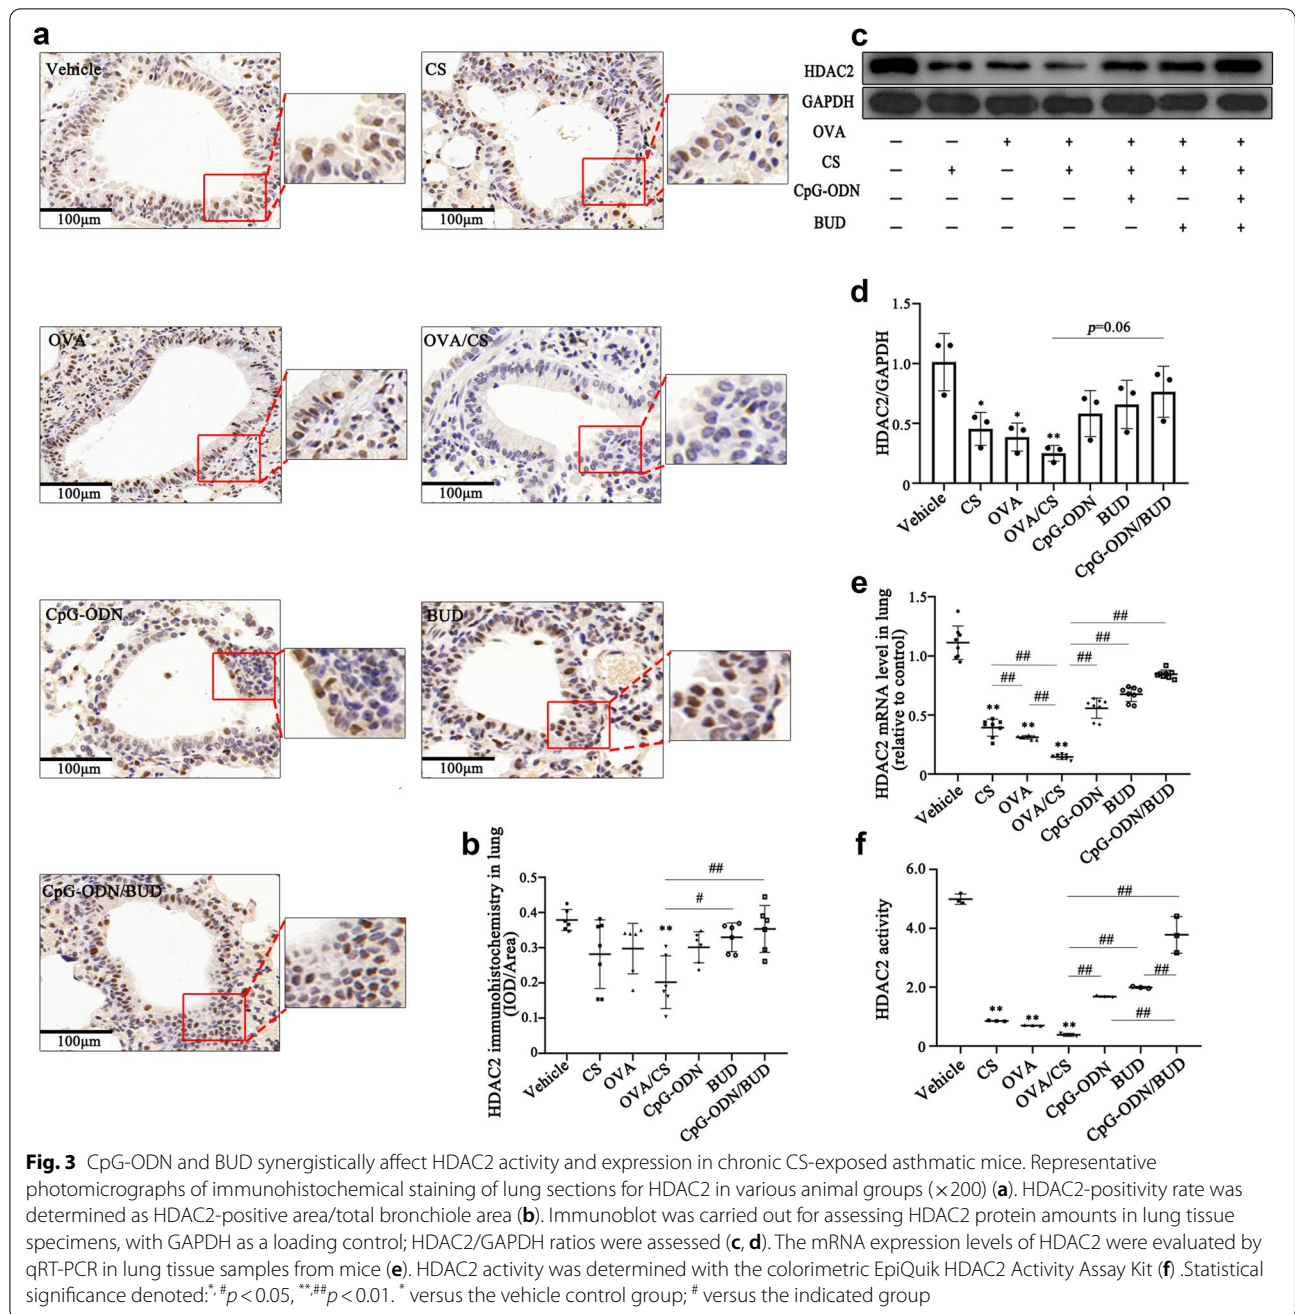 a
Vehicle
100μm
CS
100μm
OVA
100μm
OVA/CS
100μm
CpG-ODN
100μm
BUD
100μm
CpG-ODN/BUD
100μm
b
HDAC2 immunohistochemistry in lung
(IOD/Area)
0.5
0.4
0.3
0.2
0.1
0
**
#
##
Vehicle
CS
OVA
OVA/CS
CpG-ODN
BUD
CpG-ODN/BUD
c
HDAC2
GAPDH
OVA — — + + + + +
CS — + — + + + +
CpG-ODN — — — — + — +
BUD — — — — — + +
d
HDAC2/GAPDH
1.5
1.0
0.5
0
*
*
**
p=0.06
Vehicle
CS
OVA
OVA/CS
CpG-ODN
BUD
CpG-ODN/BUD
e
HDAC2 mRNA level in lung
(relative to control)
1.5
1.0
0.5
0
**
**
**
##
##
##
##
##
##
Vehicle
CS
OVA
OVA/CS
CpG-ODN
BUD
CpG-ODN/BUD
f
HDAC2 activity
6.0
4.0
2.0
0
**
**
**
##
##
##
##
##
Vehicle
CS
OVA
OVA/CS
CpG-ODN
BUD
CpG-ODN/BUD
Fig. 3 CpG-ODN and BUD synergistically affect HDAC2 activity and expression in chronic CS-exposed asthmatic mice. Representative
photomicrographs of immunohistochemical staining of lung sections for HDAC2 in various animal groups (×200) (a). HDAC2-positivity rate was
determined as HDAC2-positive area/total bronchiole area (b). Immunoblot was carried out for assessing HDAC2 protein amounts in lung tissue
specimens, with GAPDH as a loading control; HDAC2/GAPDH ratios were assessed (c, d). The mRNA expression levels of HDAC2 were evaluated by
qRT-PCR in lung tissue samples from mice (e). HDAC2 activity was determined with the colorimetric EpiQuik HDAC2 Activity Assay Kit (f) .Statistical
significance denoted:*, #p < 0.05, **,##p < 0.01. * versus the vehicle control group; # versus the indicated group